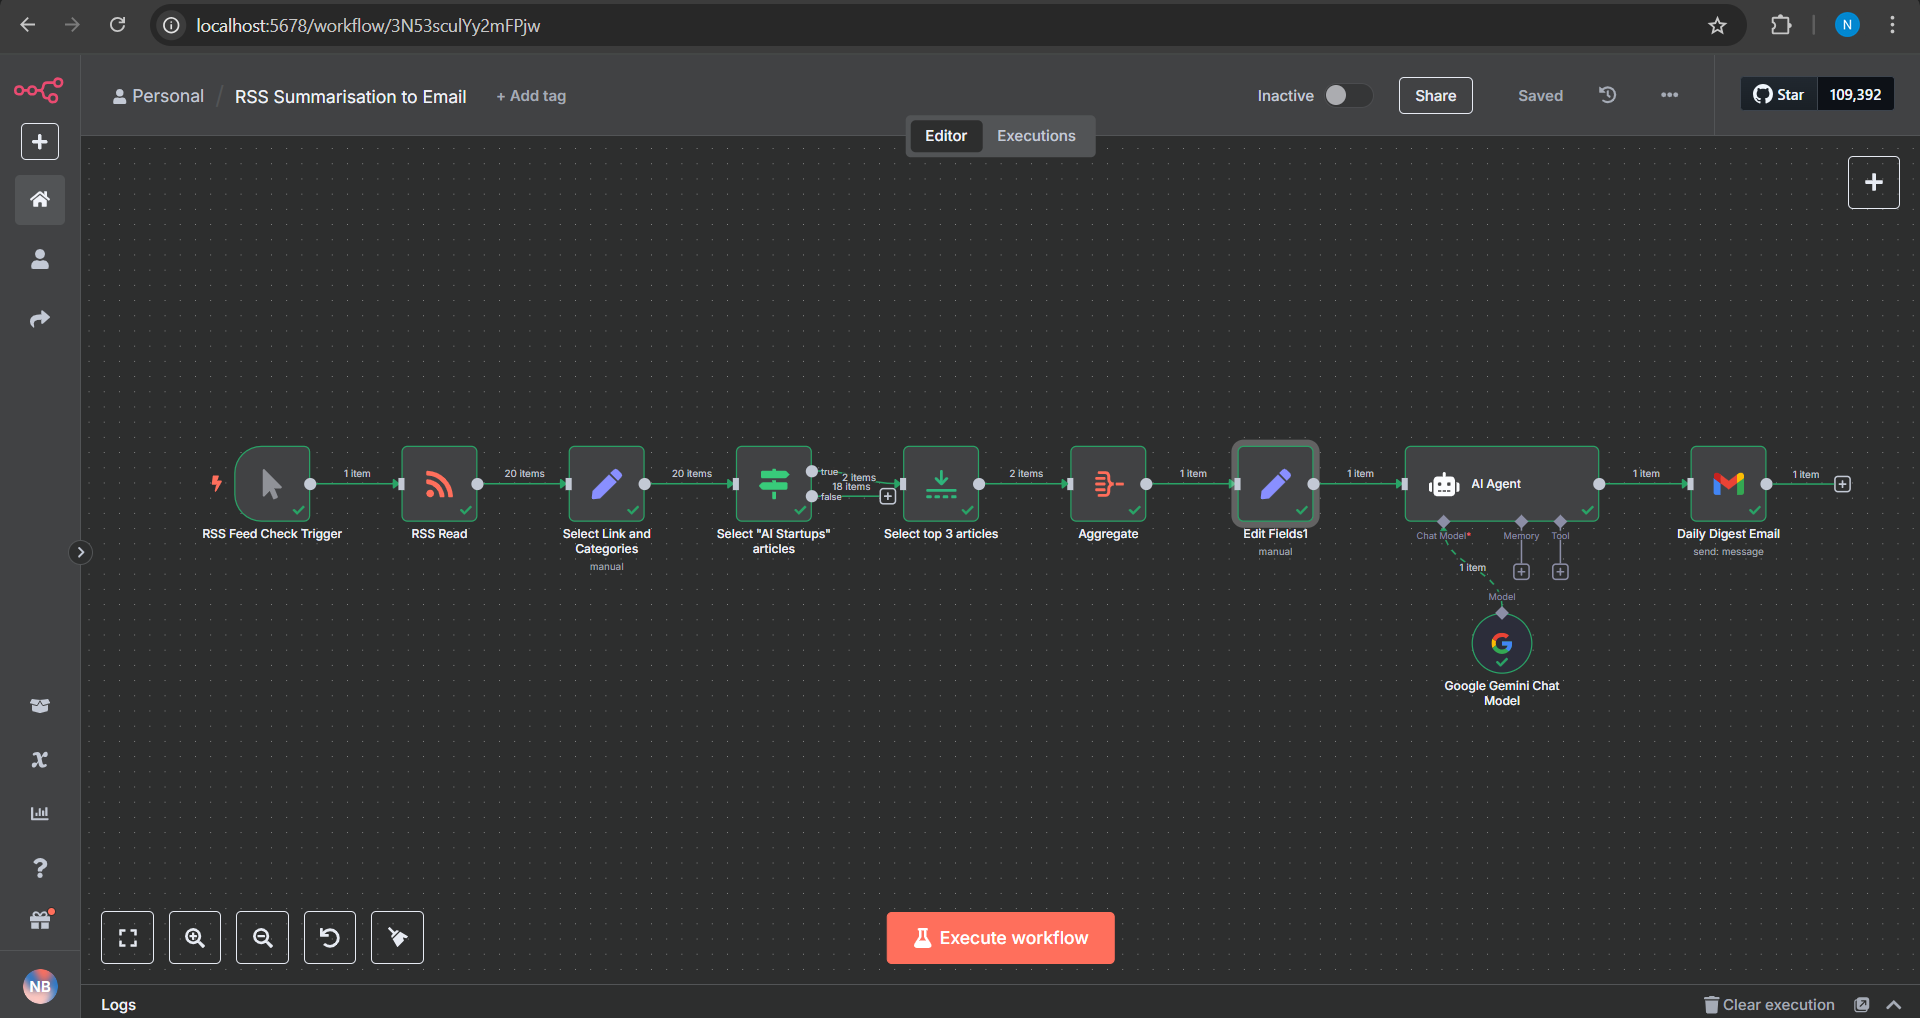 localhost:5678/workflow/3N53sculYy2mFPjw
N
Personal / RSS Summarisation to Email + Add tag
Inactive
Share
Saved
Star 109,392
Editor Executions
1 item
20 items
20 items
true
2 items
18 items
false
2 items
1 item
1 item
AI Agent
1 item
1 item
RSS Feed Check Trigger
RSS Read
Select Link and
Categories
manual
Select "AI Startups"
articles
Select top 3 articles
Aggregate
Edit Fields1
manual
Chat Model*
Memory
Tool
Daily Digest Email
send: message
1 item
Model
Google Gemini Chat
Model
Execute workflow
NB
Logs
Clear execution